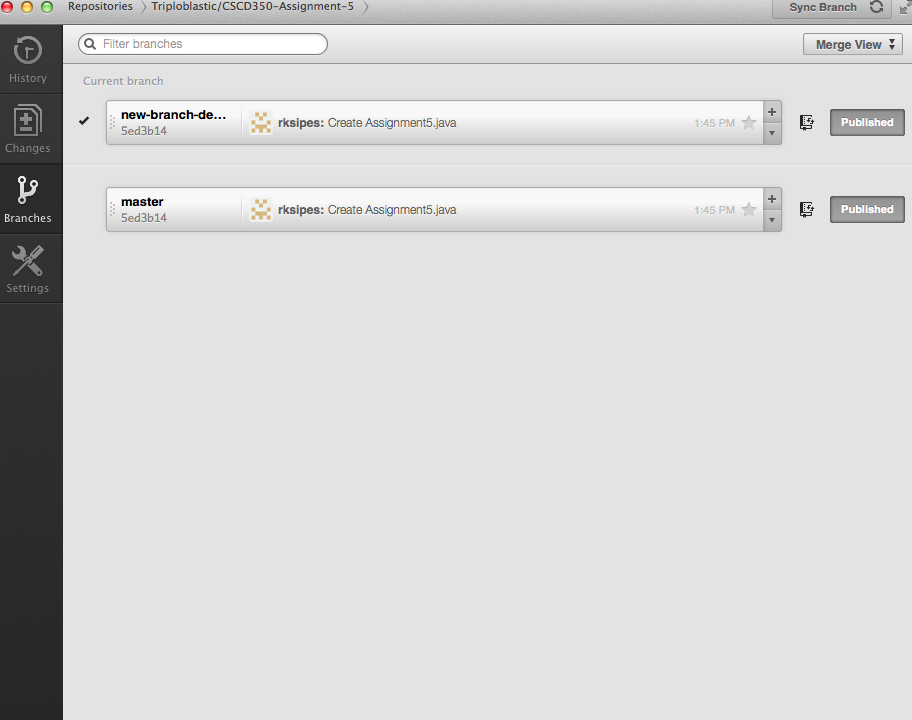 Repositories Triploblastic/CSCD350-Assignment-5 Sync Branch
Filter branches Merge View
History
Current branch
new-branch-de... rksipes: Create Assignment5.java 1:45 PM + Published
5ed3b14
Changes
master rksipes: Create Assignment5.java 1:45 PM + Published
5ed3b14
Branches
Settings